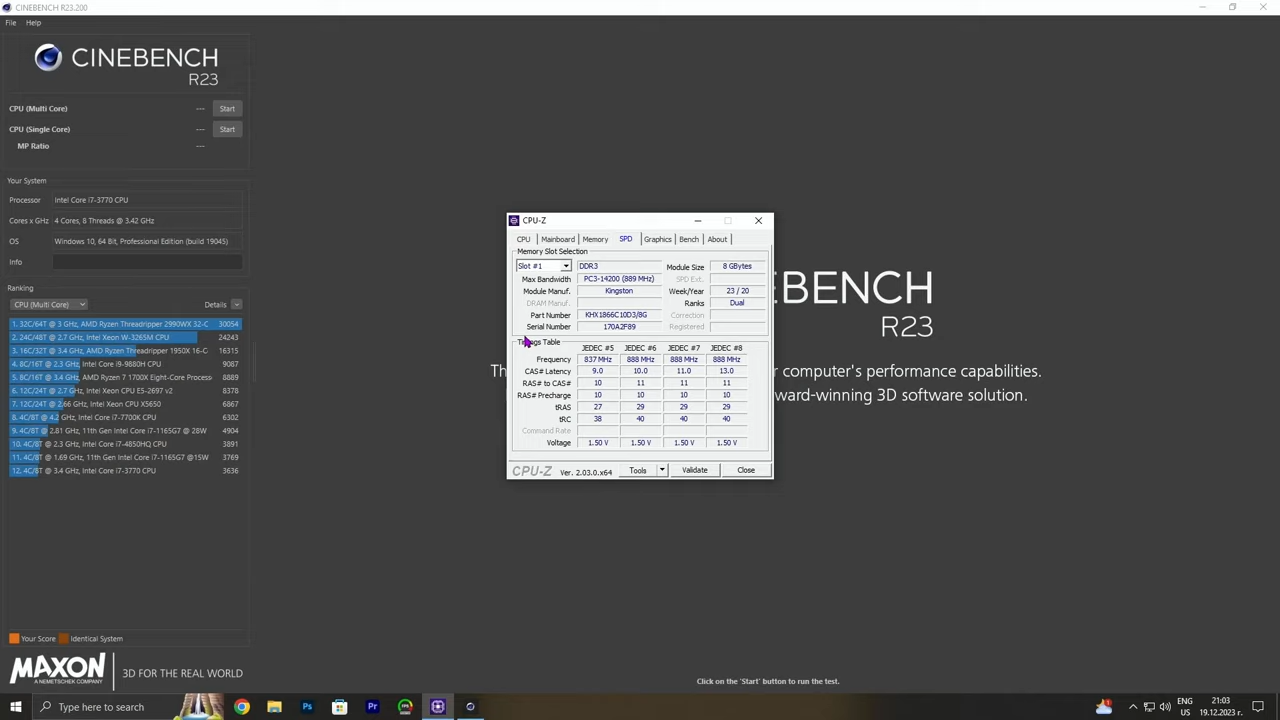 CINEBENCH R23.200
File Help
CINEBENCH
R23
CPU (Multi Core) --- Start
CPU (Single Core) --- Start
MP Ratio ---
Your System
Processor Intel Core i7-3770 CPU
Cores x GHz 4 Cores, 8 Threads @ 3.42 GHz
OS Windows 10, 64 Bit, Professional Edition (build 19045)
Info
Ranking
CPU (Multi Core) Details
1. 32C/64T @ 3 GHz, AMD Ryzen Threadripper 2990WX 32-C 30054
2. 24C/48T @ 2.7 GHz, Intel Xeon W-3265M CPU 24243
3. 16C/32T @ 3.4 GHz, AMD Ryzen Threadripper 1950X 16-C 16315
4. 8C/16T @ 2.3 GHz, Intel Core i9-9880H CPU 9087
5. 8C/16T @ 3.4 GHz, AMD Ryzen 7 1700X Eight-Core Process 8889
6. 12C/24T @ 2.7 GHz, Intel Xeon CPU E5-2697 v2 8378
7. 12C/24T @ 2.66 GHz, Intel Xeon CPU X5650 6867
8. 4C/8T @ 4.2 GHz, Intel Core i7-7700K CPU 6302
9. 4C/8T @ 2.81 GHz, 11th Gen Intel Core i7-1165G7 @ 28W 4904
10. 4C/8T @ 2.3 GHz, Intel Core i7-4850HQ CPU 3891
11. 4C/8T @ 1.69 GHz, 11th Gen Intel Core i7-1165G7 @15W 3769
12. 4C/8T @ 3.4 GHz, Intel Core i7-3770 CPU 3636
Your Score Identical System
MAXON
A NEMETSCHEK COMPANY
3D FOR THE REAL WORLD
CPU-Z
CPU Mainboard Memory SPD Graphics Bench About
Memory Slot Selection
Slot #1 DDR3 Module Size 8 GBytes
Max Bandwidth PC3-14200 (889 MHz) SPD Ext.
Module Manuf. Kingston Week/Year 23 / 20
DRAM Manuf. Ranks Dual
Part Number KHX1866C10D3/8G Correction
Serial Number 170A2F89 Registered
Timings Table
JEDEC #5 JEDEC #6 JEDEC #7 JEDEC #8
Frequency 837 MHz 888 MHz 888 MHz 888 MHz
CAS# Latency 9.0 10.0 11.0 13.0
RAS# to CAS# 10 11 11 11
RAS# Precharge 10 10 10 10
tRAS 27 29 29 29
tRC 38 40 40 40
Command Rate
Voltage 1.50 V 1.50 V 1.50 V 1.50 V
CPU-Z Ver. 2.03.0.x64 Tools Validate Close
EBENCH
R23
Th computer's performance capabilities.
ward-winning 3D software solution.
Click on the 'Start' button to run the test.
Type here to search
ENG
УС
21:03
19.12.2023 г.